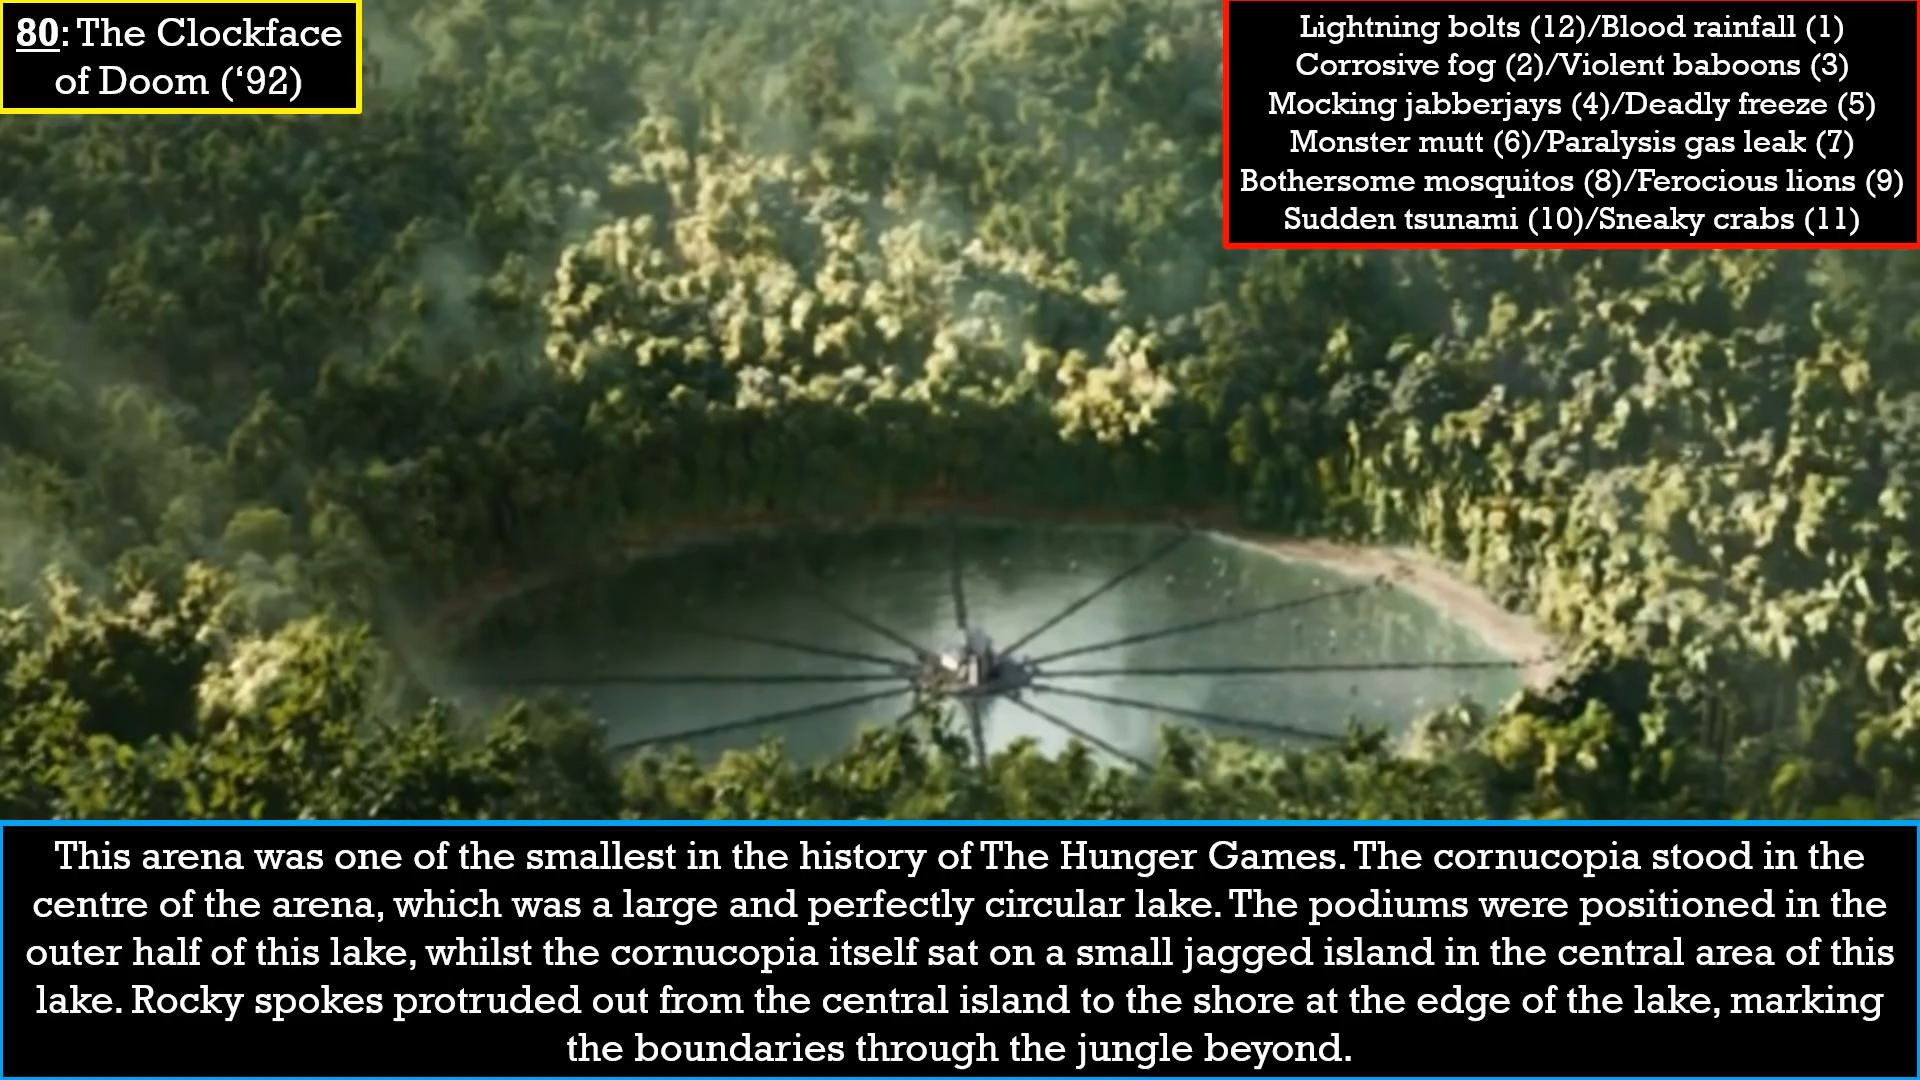 80: The Clockface
of Doom (‘92)
Lightning bolts (12)/Blood rainfall (1)
Corrosive fog (2)/Violent baboons (3)
Mocking jabberjays (4)/Deadly freeze (5)
Monster mutt (6)/Paralysis gas leak (7)
Bothersome mosquitos (8)/Ferocious lions (9)
Sudden tsunami (10)/Sneaky crabs (11)
This arena was one of the smallest in the history of The Hunger Games. The cornucopia stood in the
centre of the arena, which was a large and perfectly circular lake. The podiums were positioned in the
outer half of this lake, whilst the cornucopia itself sat on a small jagged island in the central area of this
lake. Rocky spokes protruded out from the central island to the shore at the edge of the lake, marking
the boundaries through the jungle beyond.